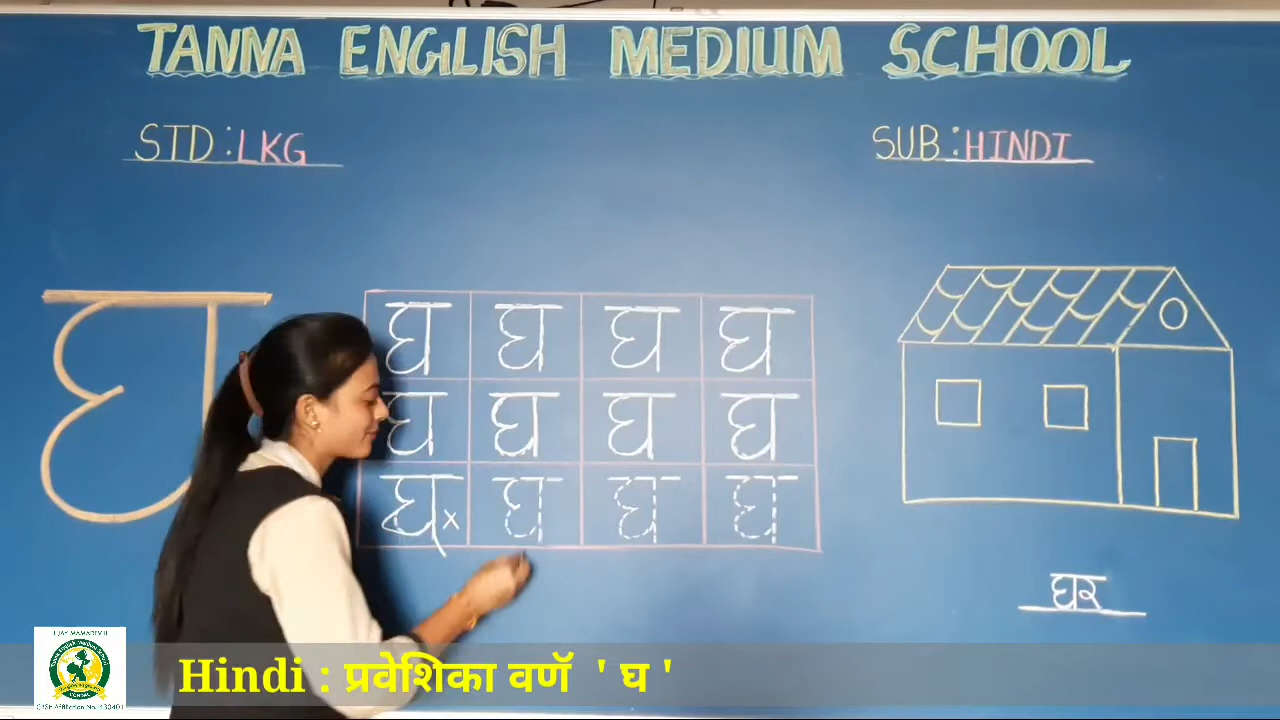 TANNA ENGLISH MEDIUM SCHOOL
STD : LKG
SUB : HINDI
घ
घ घ घ घ
घ घ घ घ
घ x घ घ घ
घर
Hindi : प्रवेशिका वर्णॅ ' घ '